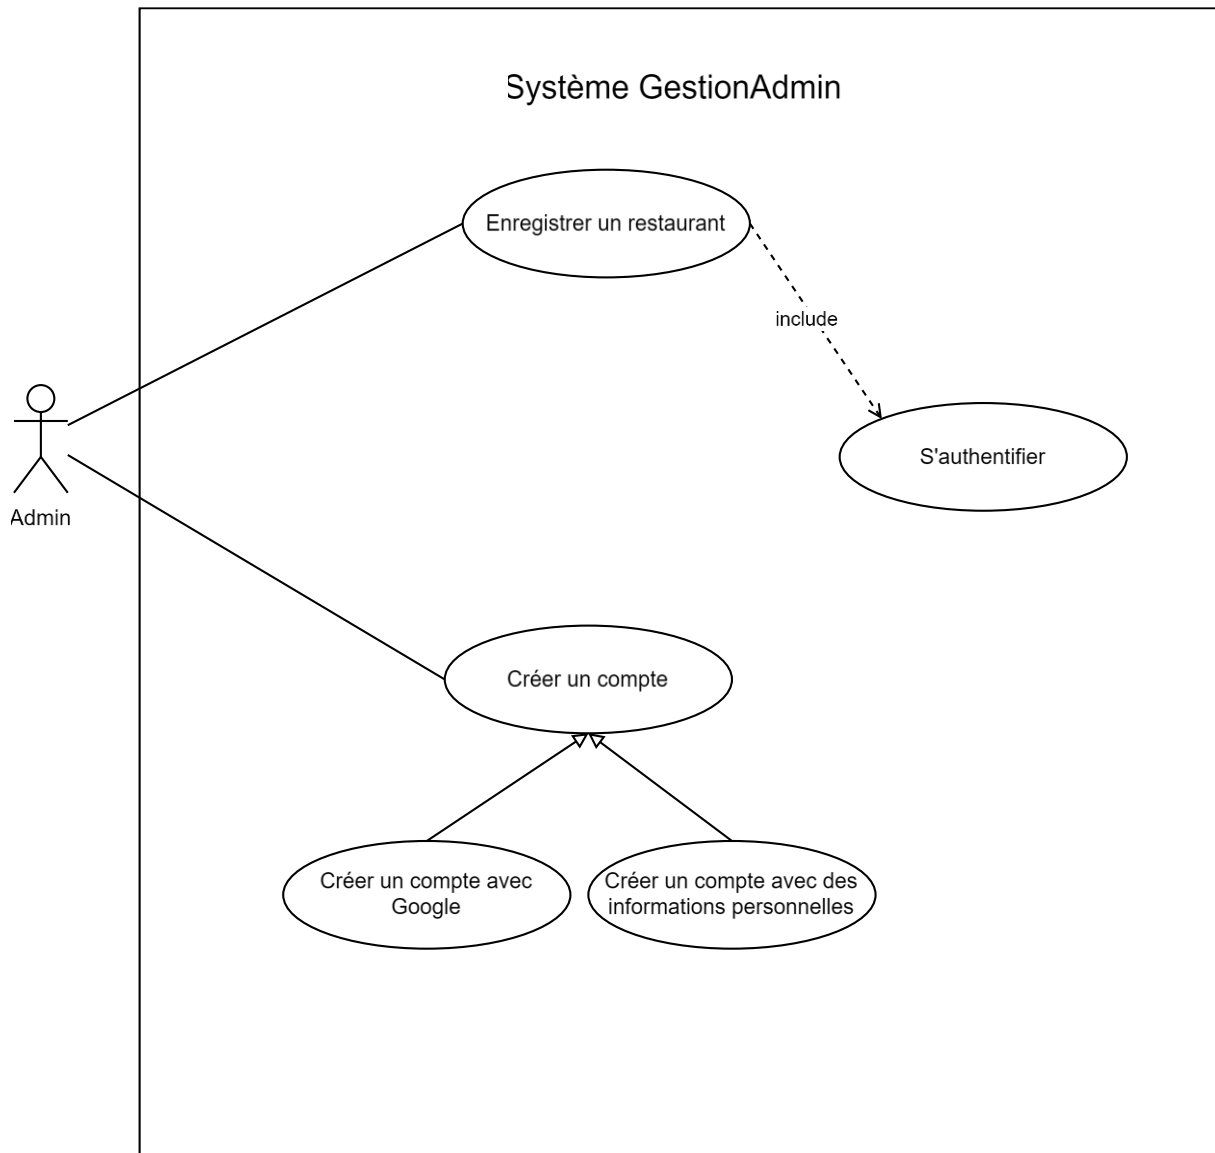 Système GestionAdmin
Enregistrer un restaurant
include
S'authentifier
Admin
Créer un compte
Créer un compte avec
Google
Créer un compte avec des
informations personnelles